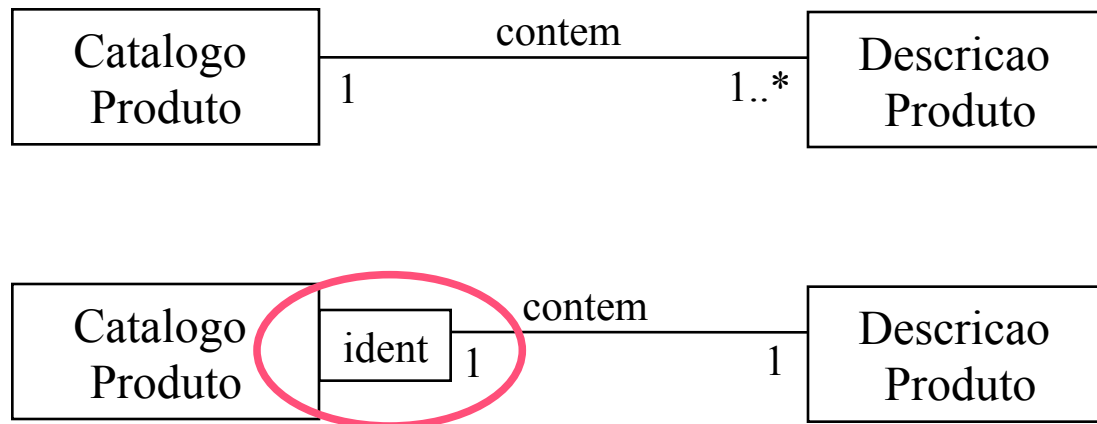 Catalogo
Produto
contem
1
1..*
Descricao
Produto
Catalogo
Produto
ident
contem
1
1
Descricao
Produto